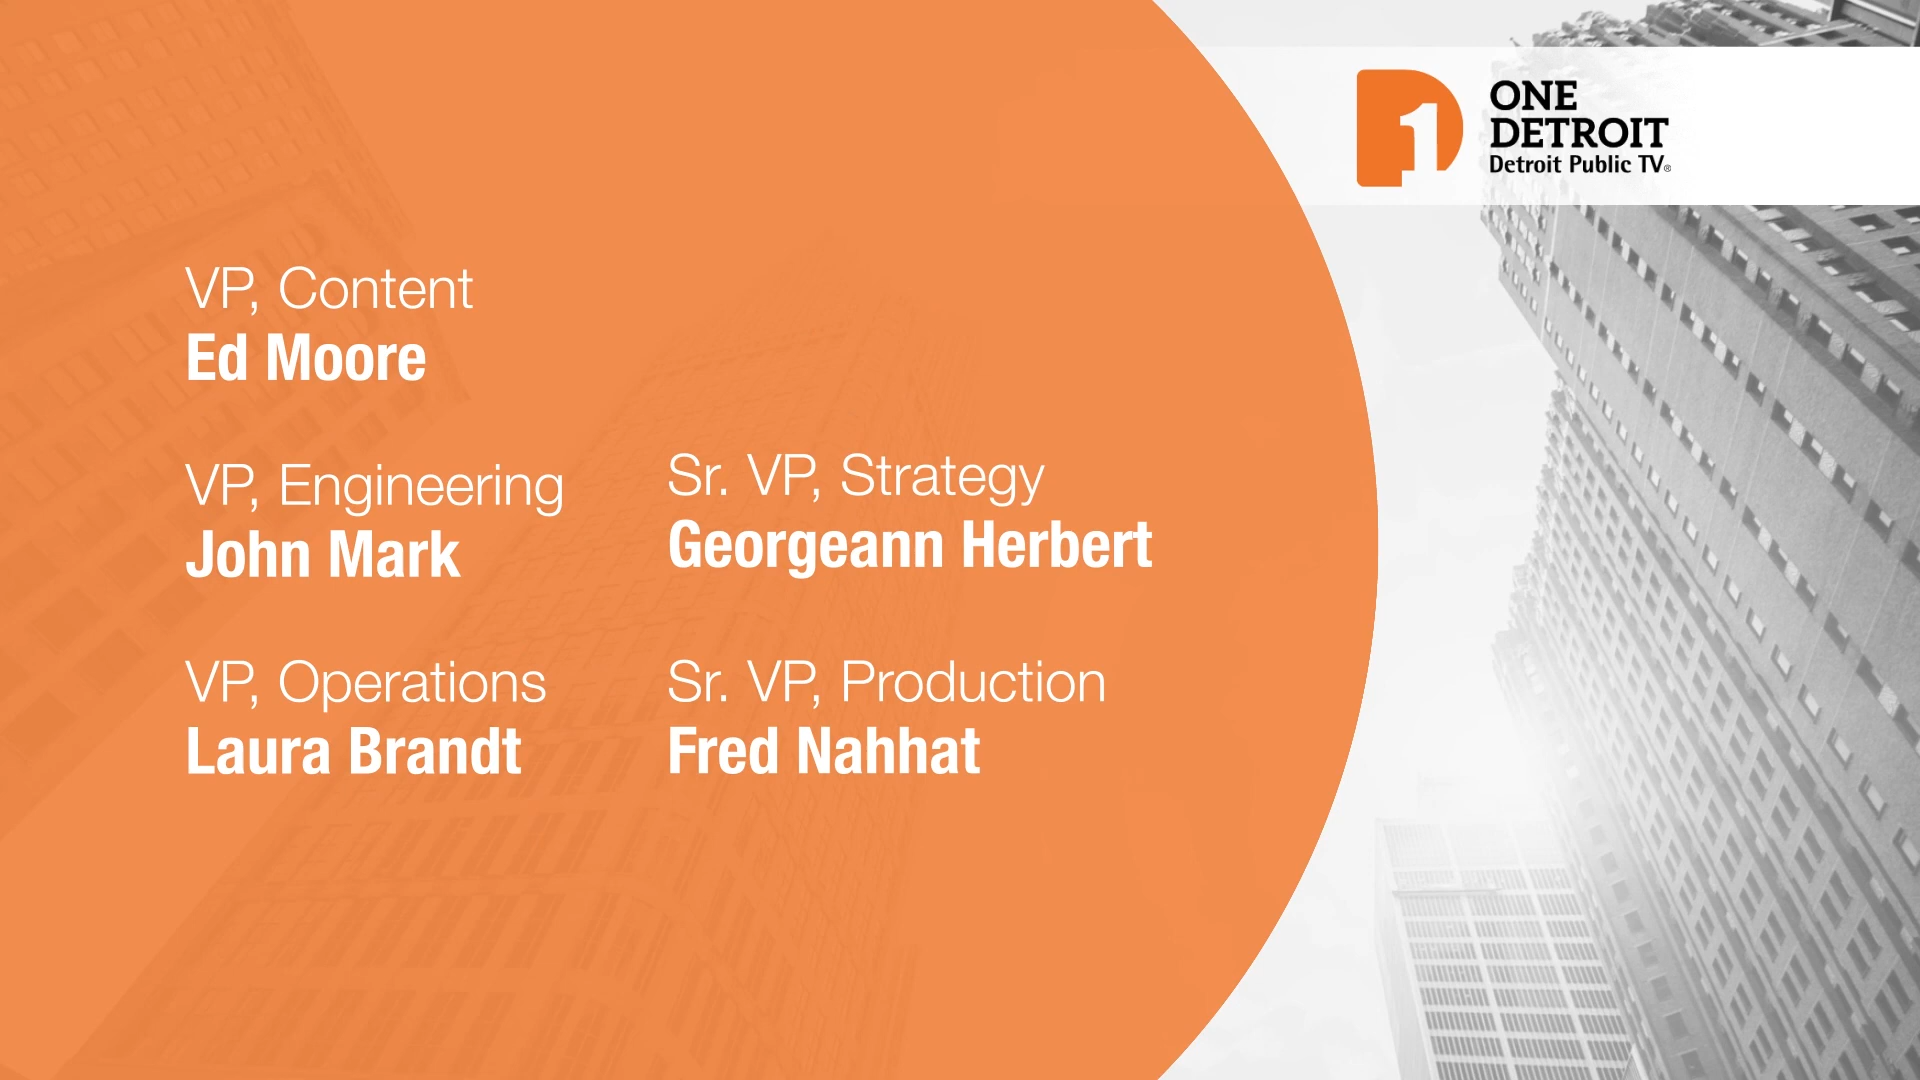 1
ONE
DETROIT
Detroit Public TV®
VP, Content
Ed Moore
VP, Engineering
John Mark
VP, Operations
Laura Brandt
Sr. VP, Strategy
Georgeann Herbert
Sr. VP, Production
Fred Nahhat